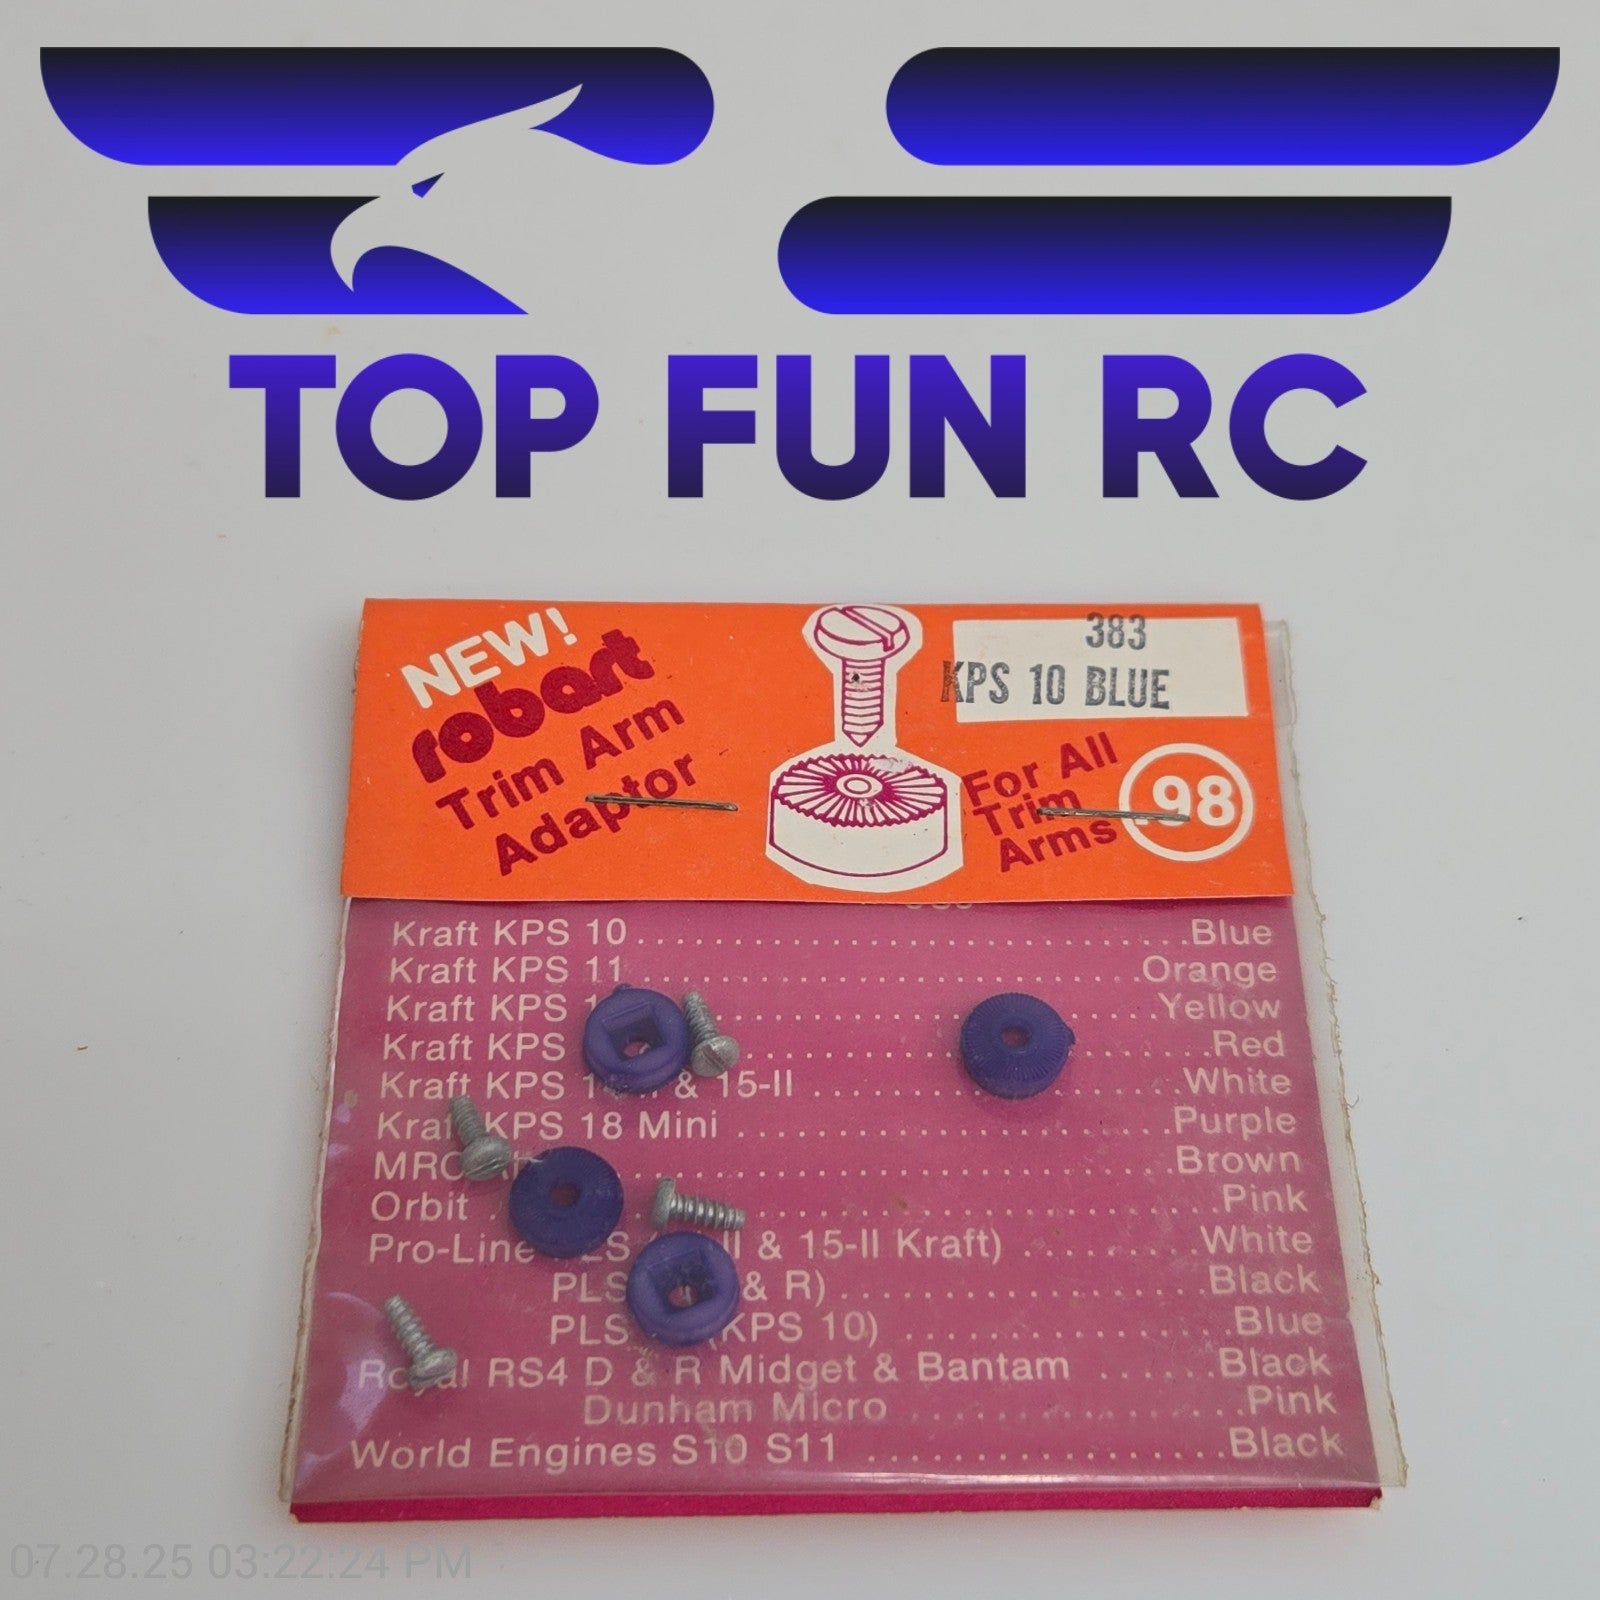 TOP FUN RC
NEW!
robart
Trim Arm
Adaptor
383
KPS 10 BLUE
For All
Trim
Arms
.98
Kraft KPS 10 Blue
Kraft KPS 11 Orange
Kraft KPS Yellow
Kraft KPS Red
Kraft KPS & 15-II White
Kraft KPS 18 Mini Purple
Brown
Orbit Pink
Pro-Line & 15-II Kraft) White
PLS & R) Black
PLS (KPS 10) Blue
Royal RS4 D & R Midget & Bantam Black
Dunham Micro Pink
World Engines S10 S11 Black
07.28.25 03:22:24 PM